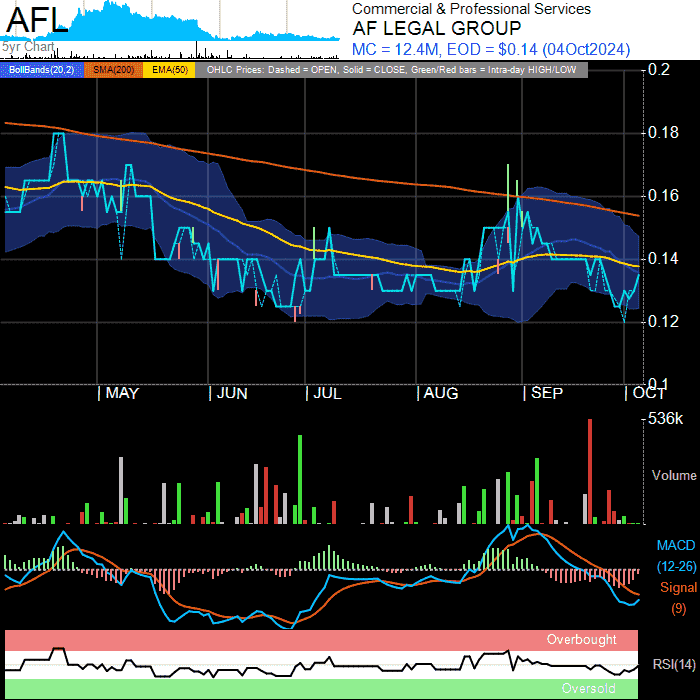 AFL
5yr Chart
Commercial & Professional Services
AF LEGAL GROUP
MC = 12.4M, EOD = $0.14 (04Oct2024)
BollBands(20,2) SMA(200) EMA(50) OHLC Prices: Dashed = OPEN, Solid = CLOSE, Green/Red bars = Intra-day HIGH/LOW
0.2
0.18
0.16
0.14
0.12
0.1
MAY JUN JUL AUG SEP OCT
536k
Volume
MACD
(12-26)
Signal
(9)
Overbought
RSI(14)
Oversold